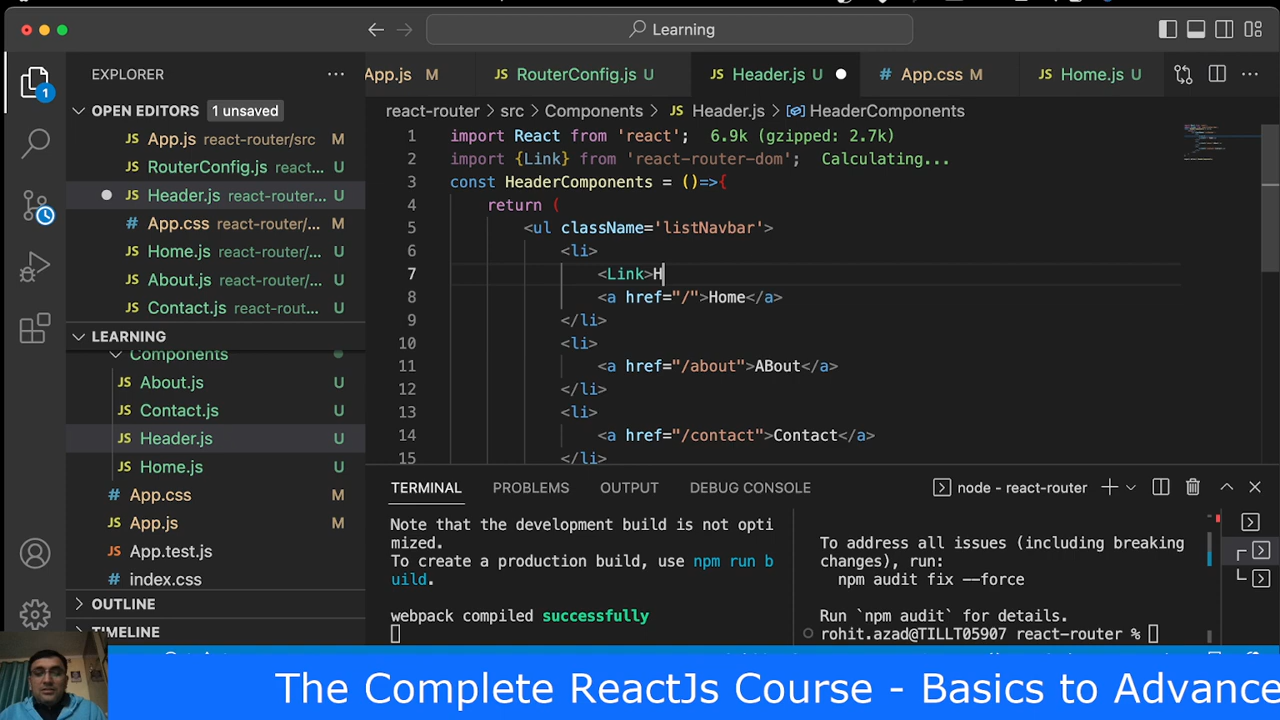 Learning
EXPLORER
OPEN EDITORS 1 unsaved
JS App.js react-router/src M
JS RouterConfig.js react... U
JS Header.js react-router... U
# App.css react-router/... M
JS Home.js react-router/... U
JS About.js react-router/... U
JS Contact.js react-rout... U
LEARNING
Components
JS About.js U
JS Contact.js U
JS Header.js U
JS Home.js U
# App.css M
JS App.js M
JS App.test.js
# index.css
OUTLINE
TIMELINE
1
App.js M JS RouterConfig.js U JS Header.js U # App.css M JS Home.js U
react-router > src > Components > JS Header.js > HeaderComponents
1 import React from 'react'; 6.9k (gzipped: 2.7k)
2 import {Link} from 'react-router-dom'; Calculating...
3 const HeaderComponents = ()=>{
4 return (
5 <ul className='listNavbar'>
6 <li>
7 <Link>H
8 <a href="/">Home</a>
9 </li>
10 <li>
11 <a href="/about">ABout</a>
12 </li>
13 <li>
14 <a href="/contact">Contact</a>
15 </li>
TERMINAL PROBLEMS OUTPUT DEBUG CONSOLE node - react-router
Note that the development build is not opti
mized.
To create a production build, use npm run b
uild.
webpack compiled successfully
To address all issues (including breaking
changes), run:
npm audit fix --force
Run `npm audit` for details.
rohit.azad@TILLT05907 react-router %
The Complete ReactJs Course - Basics to Advance